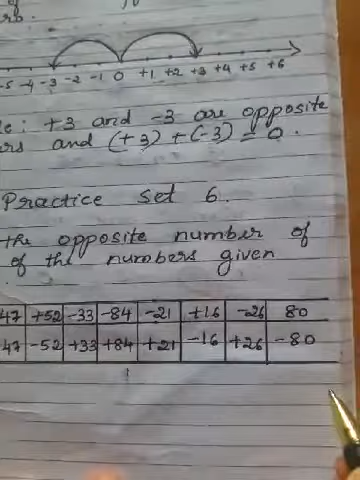 -5 -4 -3 -2 -1 0 +1 +2 +3 +4 +5 +6
+3 and -3 are opposite
and (+3) + (-3) = 0.
Practice Set 6.
the opposite number of
of the numbers given
47 +52 -33 -84 -21 +16 -26 80
47 -52 +33 +84 +21 -16 +26 -80